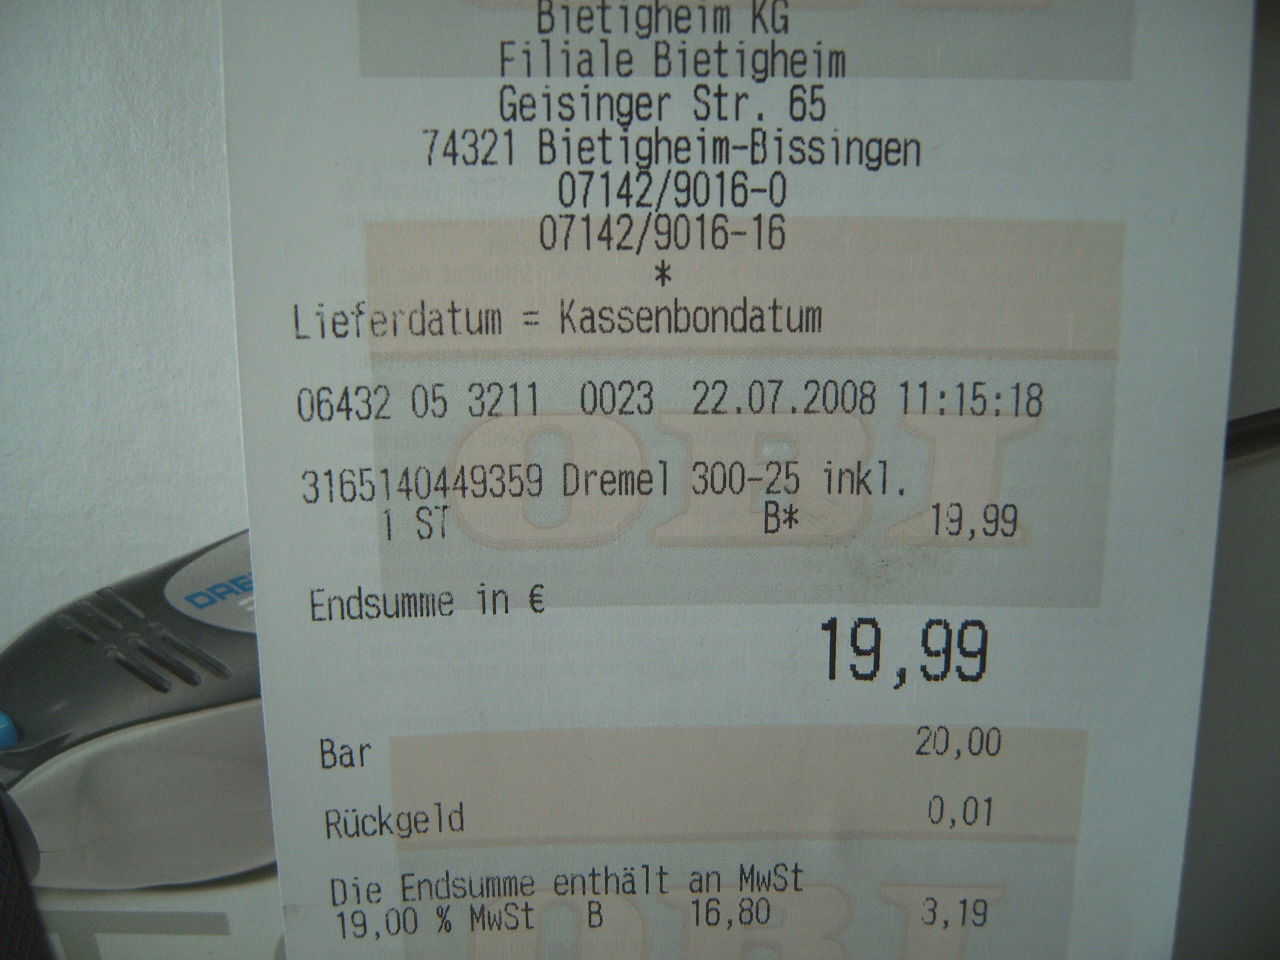 Bietigheim KG
Filiale Bietigheim
Geisinger Str. 65
74321 Bietigheim-Bissingen
07142/9016-0
07142/9016-16
*
Lieferdatum = Kassenbondatum
06432 05 3211 0023 22.07.2008 11:15:18
3165140449359 Dremel 300-25 inkl.
1 ST B* 19,99
Endsumme in €
19,99
Bar 20,00
Rückgeld 0,01
Die Endsumme enthält an MwSt
19,00 % MwSt B 16,80 3,19
OBI
OBI
DRE